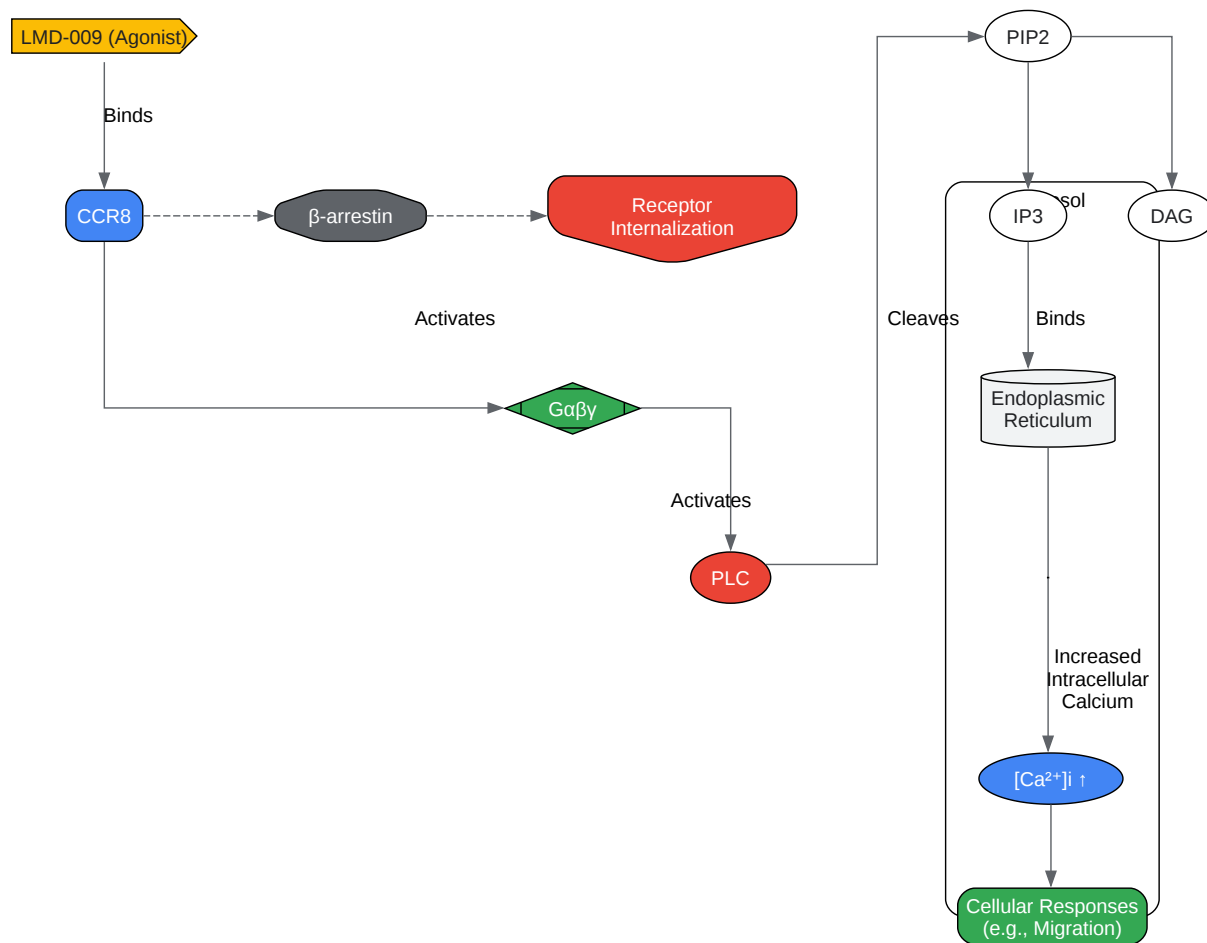 LMD-009 (Agonist)
PIP2
Binds
CCR8
β-arrestin
Receptor
Internalization
IP3
DAG
Activates
Cleaves
Binds
Gαβγ
Endoplasmic
Reticulum
Activates
PLC
Increased
Intracellular
Calcium
[Ca²⁺]i ↑
Cellular Responses
(e.g., Migration)